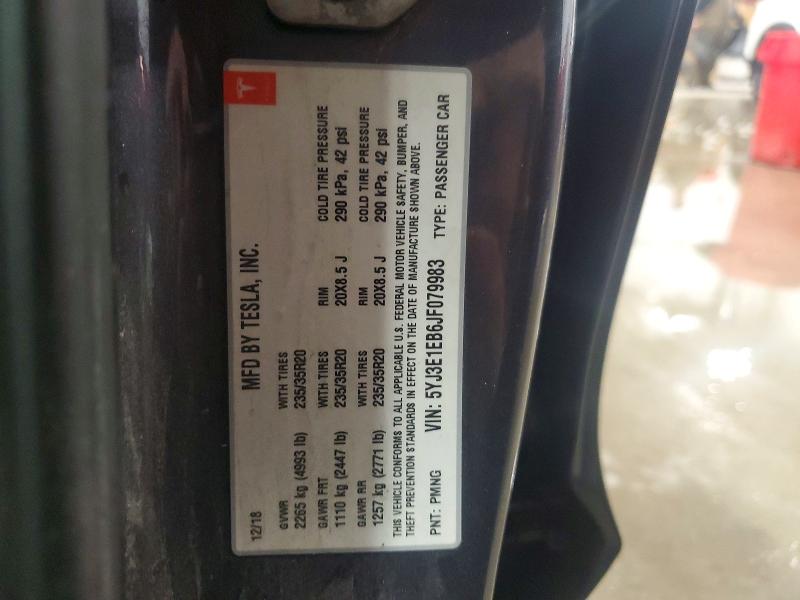 12/18 MFD BY TESLA, INC.
GVWR WITH TIRES
2265 kg (4993 lb) 235/35R20
GAWR FRT WITH TIRES RIM COLD TIRE PRESSURE
1110 kg (2447 lb) 235/35R20 20X8.5 J 290 kPa, 42 psi
GAWR RR WITH TIRES RIM COLD TIRE PRESSURE
1257 kg (2771 lb) 235/35R20 20X8.5 J 290 kPa, 42 psi
THIS VEHICLE CONFORMS TO ALL APPLICABLE U.S. FEDERAL MOTOR VEHICLE SAFETY, BUMPER, AND
THEFT PREVENTION STANDARDS IN EFFECT ON THE DATE OF MANUFACTURE SHOWN ABOVE.
PNT: PMNG VIN: 5YJ3E1EB6JF079983 TYPE: PASSENGER CAR